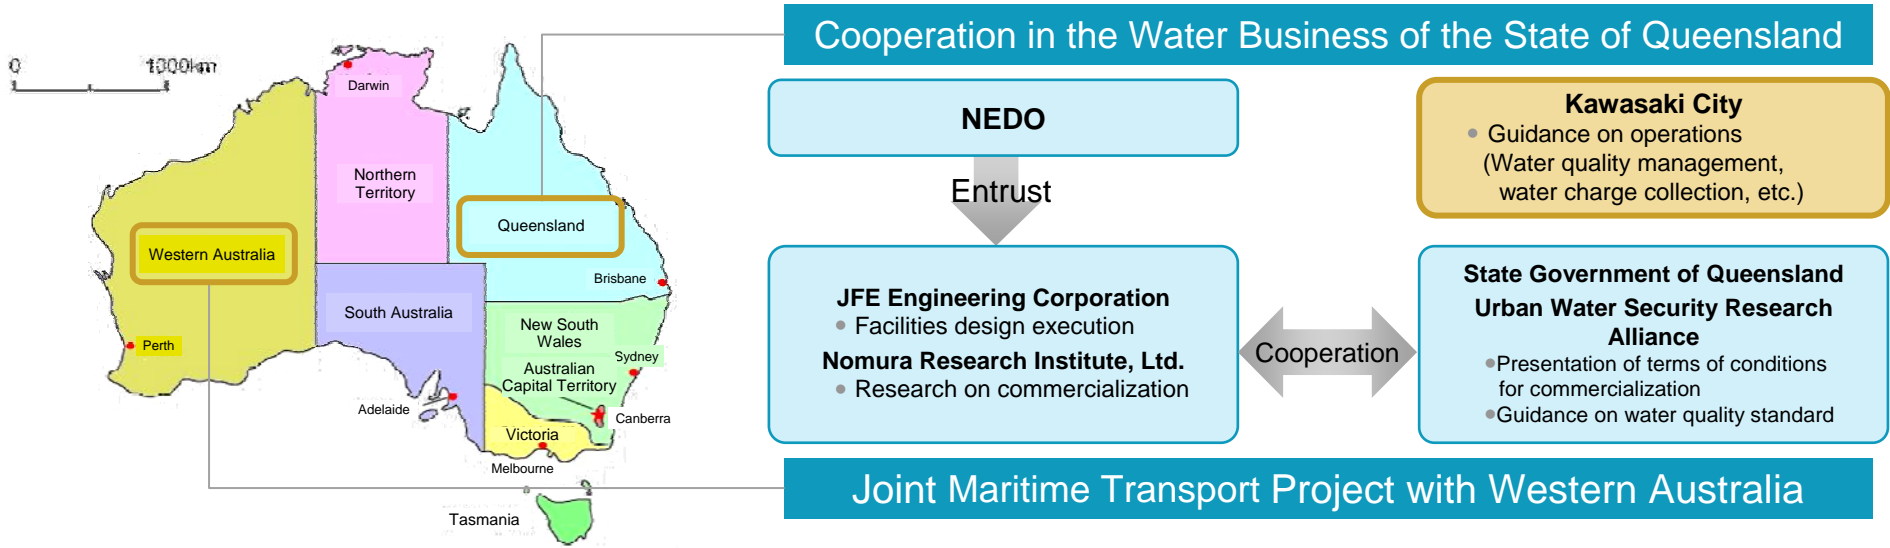 0
1000km
Darwin
Northern
Territory
Queensland
Western Australia
Brisbane
South Australia
New South
Wales
Perth
Sydney
Australian
Capital Territory
Adelaide
Canberra
Victoria
Melbourne
Tasmania
Cooperation in the Water Business of the State of Queensland
NEDO
Entrust
Kawasaki City
• Guidance on operations
(Water quality management,
water charge collection, etc.)
JFE Engineering Corporation
• Facilities design execution
Nomura Research Institute, Ltd.
• Research on commercialization
Cooperation
State Government of Queensland
Urban Water Security Research
Alliance
•Presentation of terms of conditions
for commercialization
•Guidance on water quality standard
Joint Maritime Transport Project with Western Australia